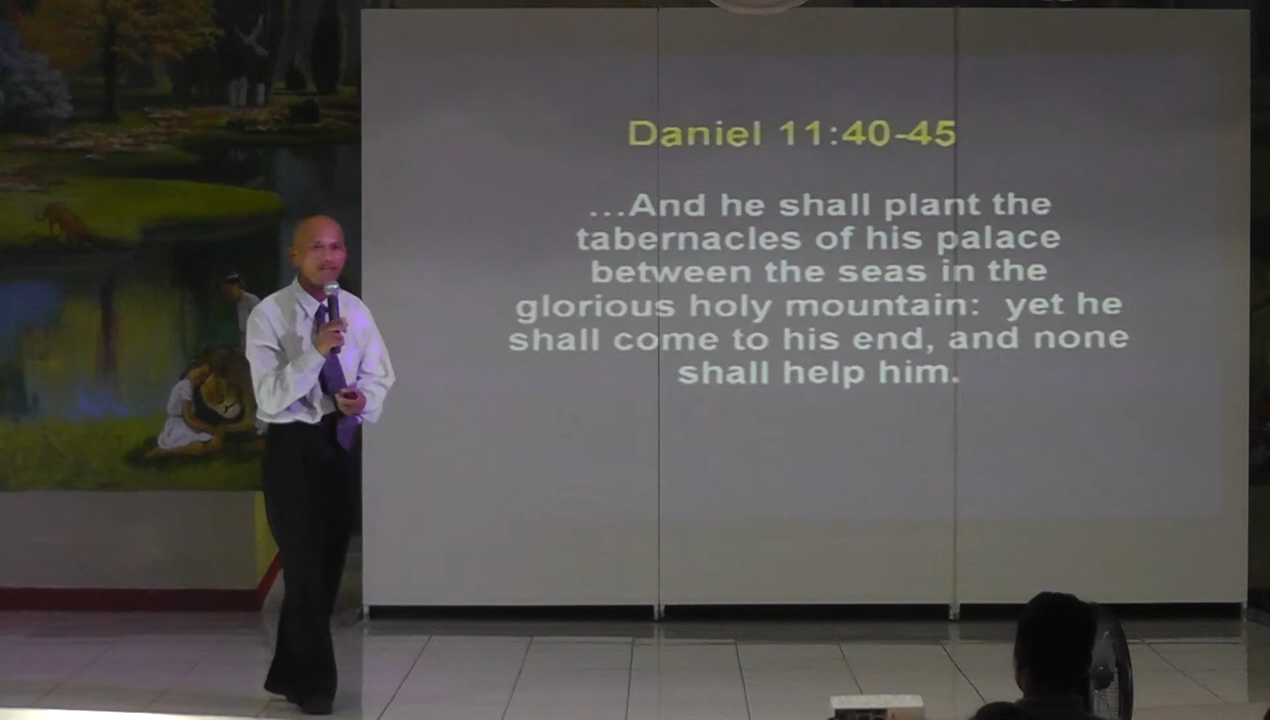 Daniel 11:40-45
...And he shall plant the
tabernacles of his palace
between the seas in the
glorious holy mountain:  yet he
shall come to his end, and none
shall help him.